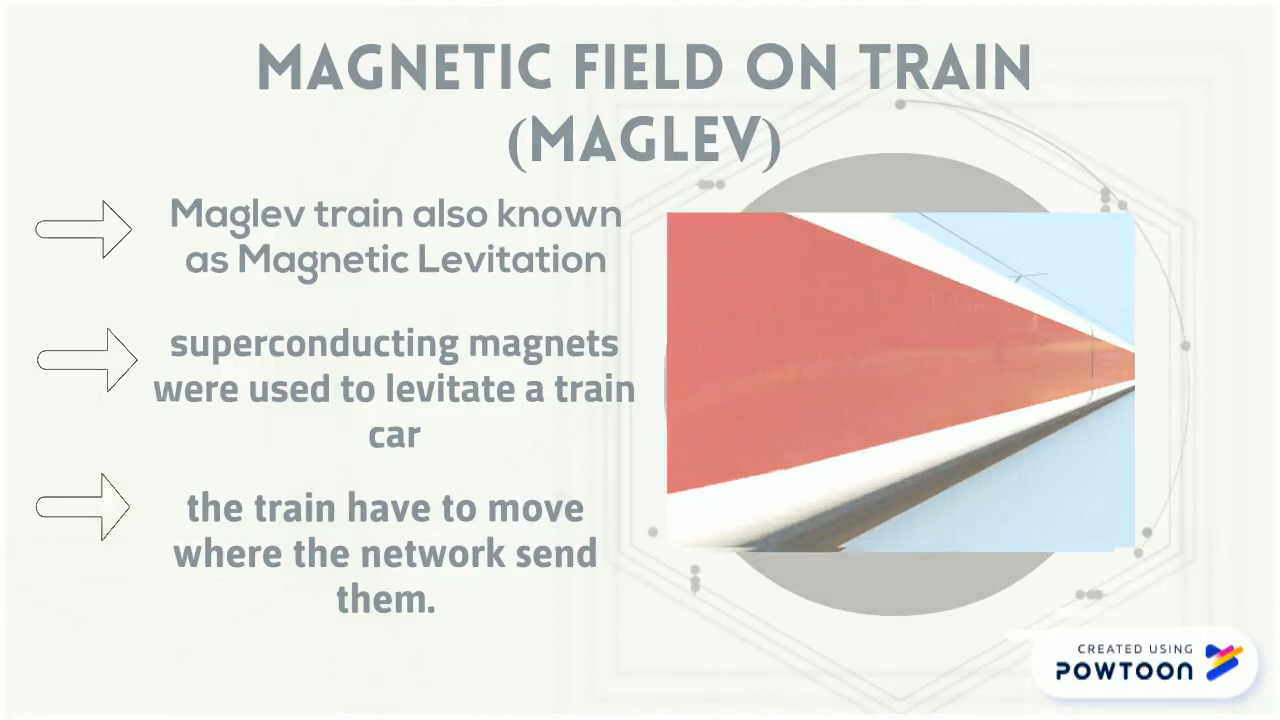 MAGNETIC FIELD ON TRAIN
(MAGLEV)
Maglev train also known
as Magnetic Levitation
superconducting magnets
were used to levitate a train
car
the train have to move
where the network send
them.
CREATED USING
POWTOON